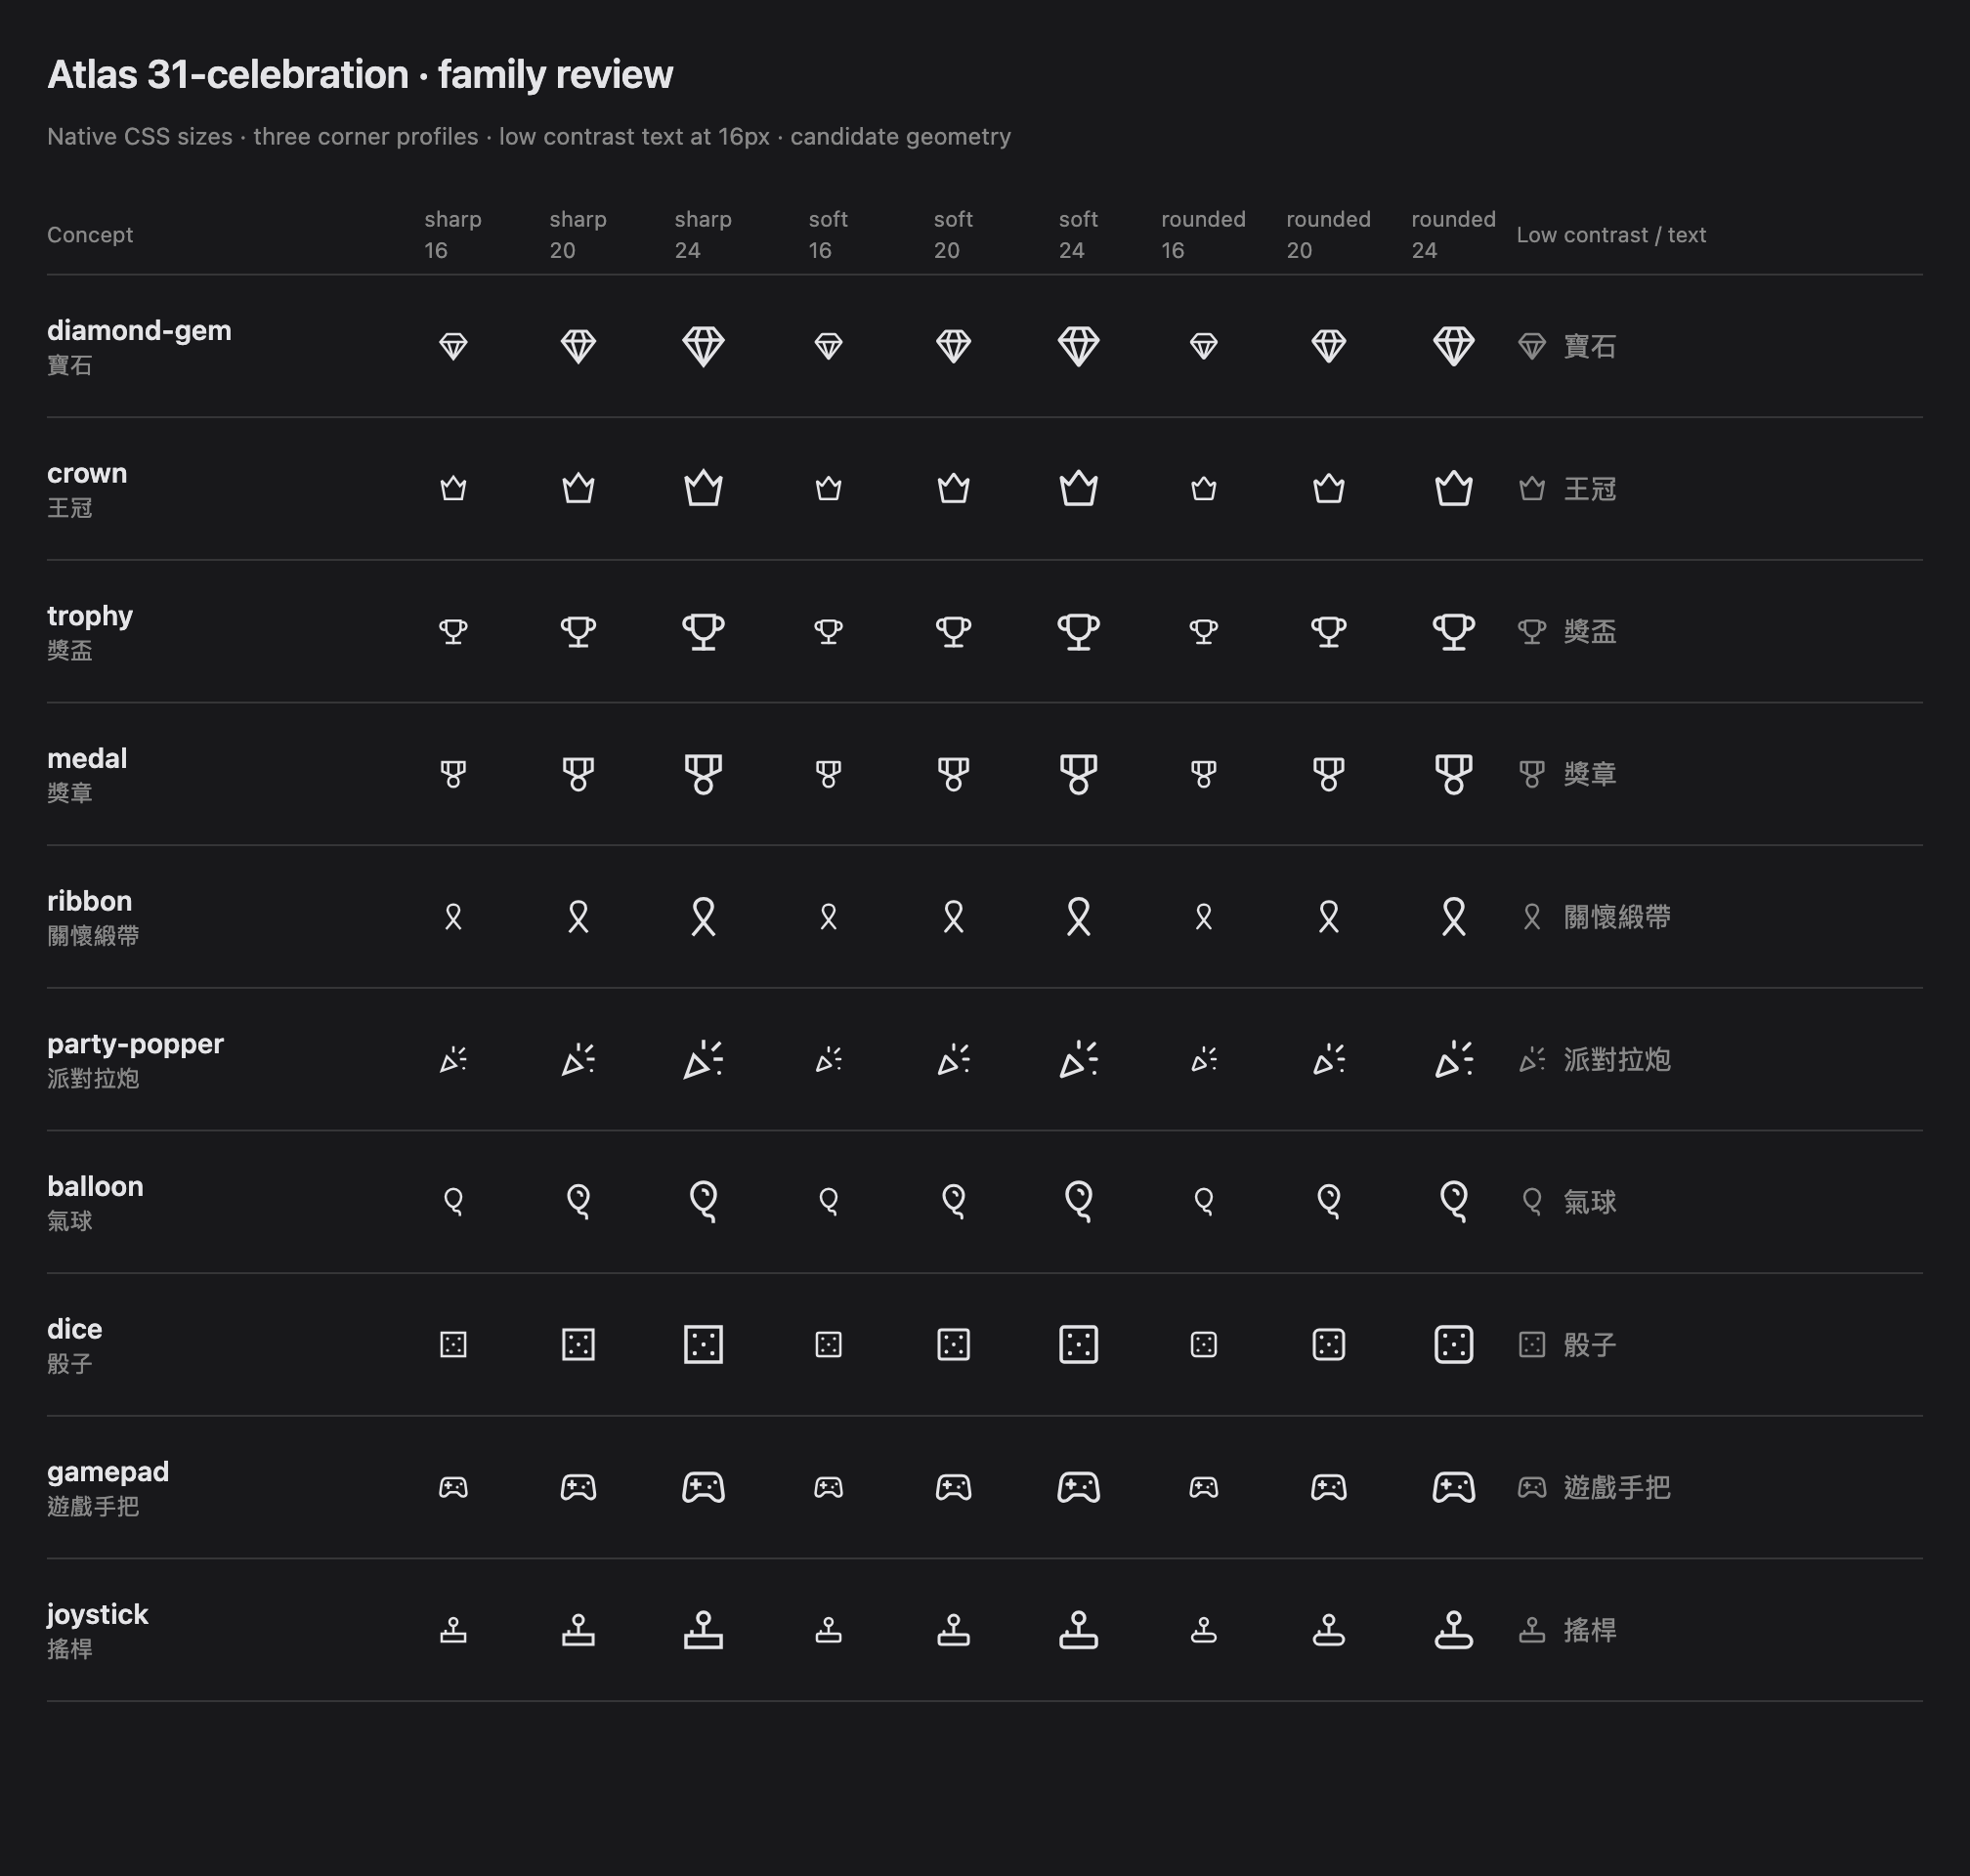 Atlas 31-celebration · family review
Native CSS sizes · three corner profiles · low contrast text at 16px · candidate geometry
Concept sharp 16 sharp 20 sharp 24 soft 16 soft 20 soft 24 rounded 16 rounded 20 rounded 24 Low contrast / text
diamond-gem
寶石
寶石
crown
王冠
王冠
trophy
獎盃
獎盃
medal
獎章
獎章
ribbon
關懷緞帶
關懷緞帶
party-popper
派對拉炮
派對拉炮
balloon
氣球
氣球
dice
骰子
骰子
gamepad
遊戲手把
遊戲手把
joystick
搖桿
搖桿